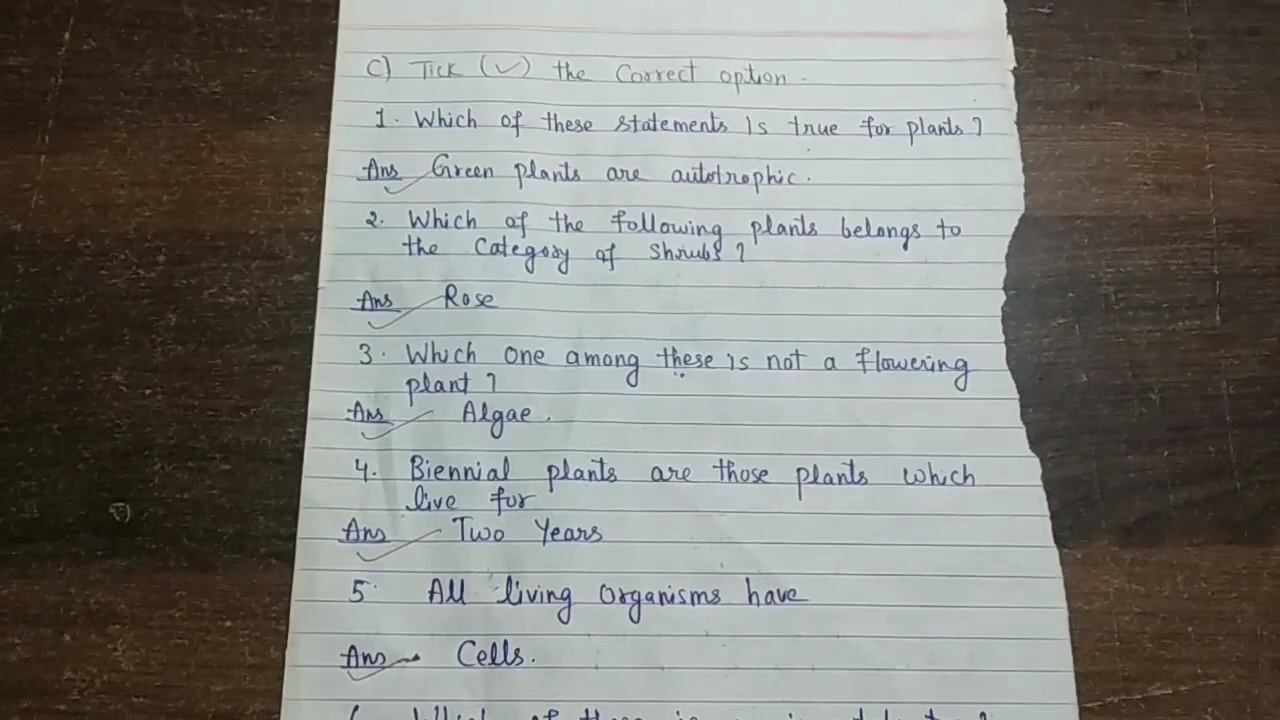 C) Tick (✓) the Correct option.
1. Which of these statements is true for plants?
Ans ✓ Green plants are autotrophic.
2. Which of the following plants belongs to
the Category of Shrubs?
Ans ✓ Rose
3. Which one among these is not a flowering
plant?
Ans ✓ Algae.
4. Biennial plants are those plants which
live for
Ans ✓ Two Years
5. All living organisms have
Ans ✓ Cells.